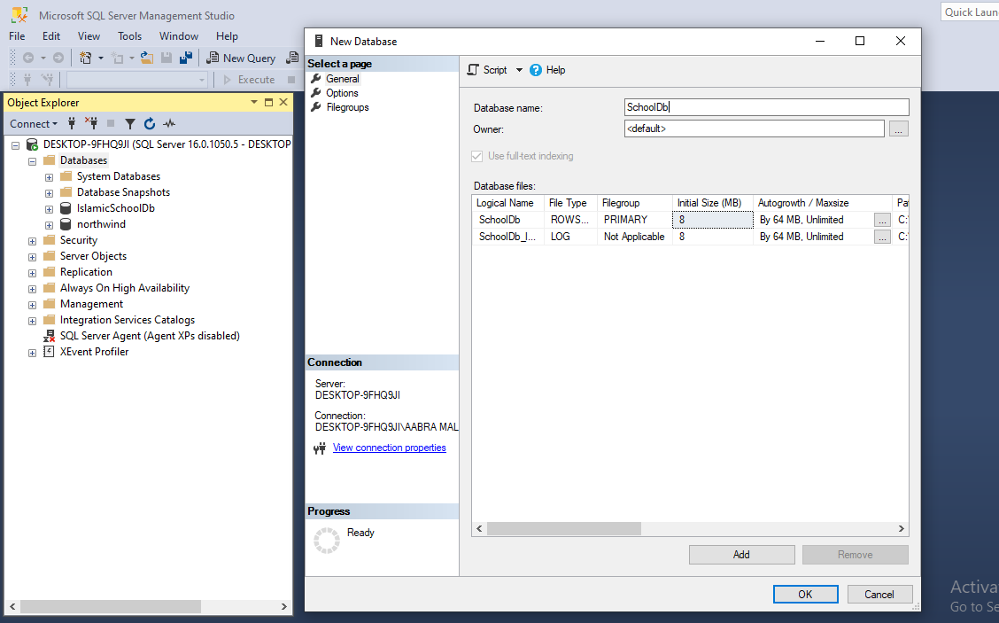 Microsoft SQL Server Management Studio
Quick Laun
File Edit View Tools Window Help
New Query
Execute
Object Explorer
Connect
DESKTOP-9FHQ9JI (SQL Server 16.0.1050.5 - DESKTOP
Databases
System Databases
Database Snapshots
IslamicSchoolDb
northwind
Security
Server Objects
Replication
Always On High Availability
Management
Integration Services Catalogs
SQL Server Agent (Agent XPs disabled)
XEvent Profiler
New Database
Select a page
General
Options
Filegroups
Connection
Server:
DESKTOP-9FHQ9JI
Connection:
DESKTOP-9FHQ9JI\AABRA MAL
View connection properties
Progress
Ready
Script Help
Database name: SchoolDb
Owner: <default> ...
Use full-text indexing
Database files:
Logical Name File Type Filegroup Initial Size (MB) Autogrowth / Maxsize Pa
SchoolDb ROWS... PRIMARY 8 By 64 MB, Unlimited ... C:\
SchoolDb_l... LOG Not Applicable 8 By 64 MB, Unlimited ... C:\
Add Remove
OK Cancel
Activa
Go to Se